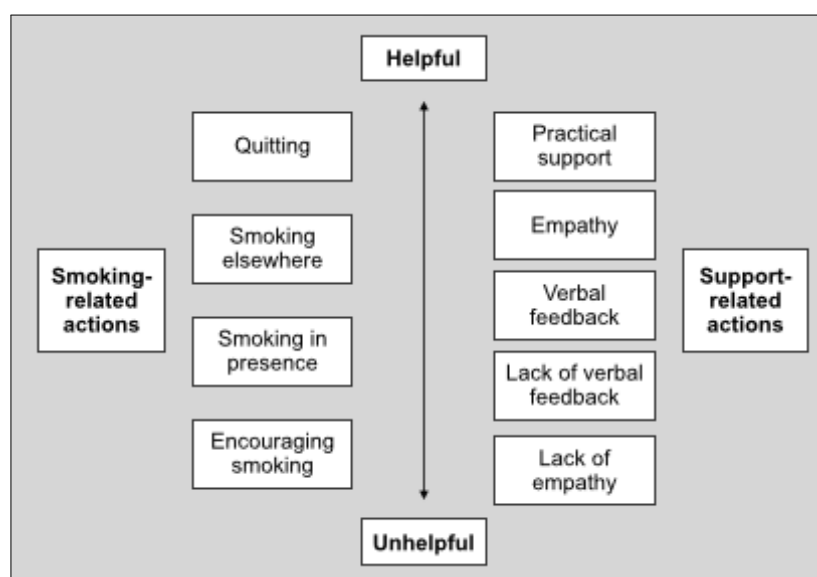 Helpful
Quitting
Smoking
elsewhere
Smoking in
presence
Encouraging
smoking
Smoking-
related
actions
Practical
support
Empathy
Verbal
feedback
Lack of verbal
feedback
Lack of
empathy
Support-
related
actions
Unhelpful